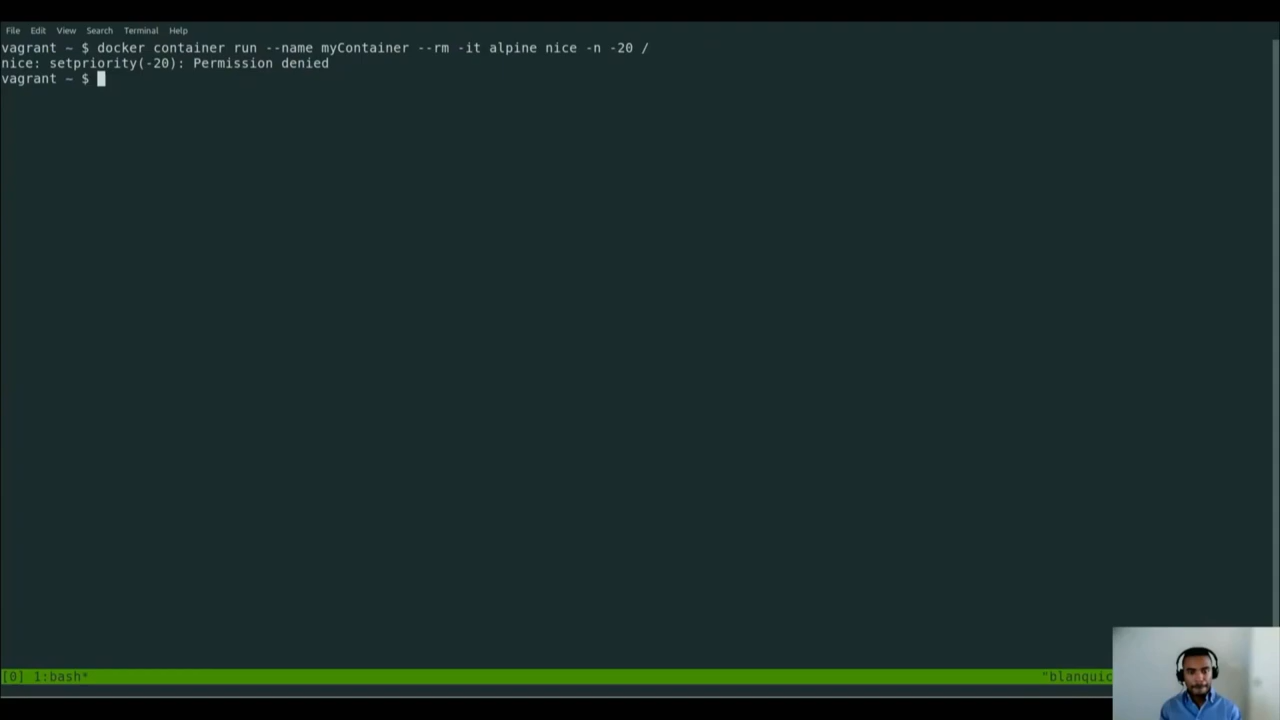 File Edit View Search Terminal Help
vagrant ~ $ docker container run --name myContainer --rm -it alpine nice -n -20 /
nice: setpriority(-20): Permission denied
vagrant ~ $
[0] 1:bash* "blanquic